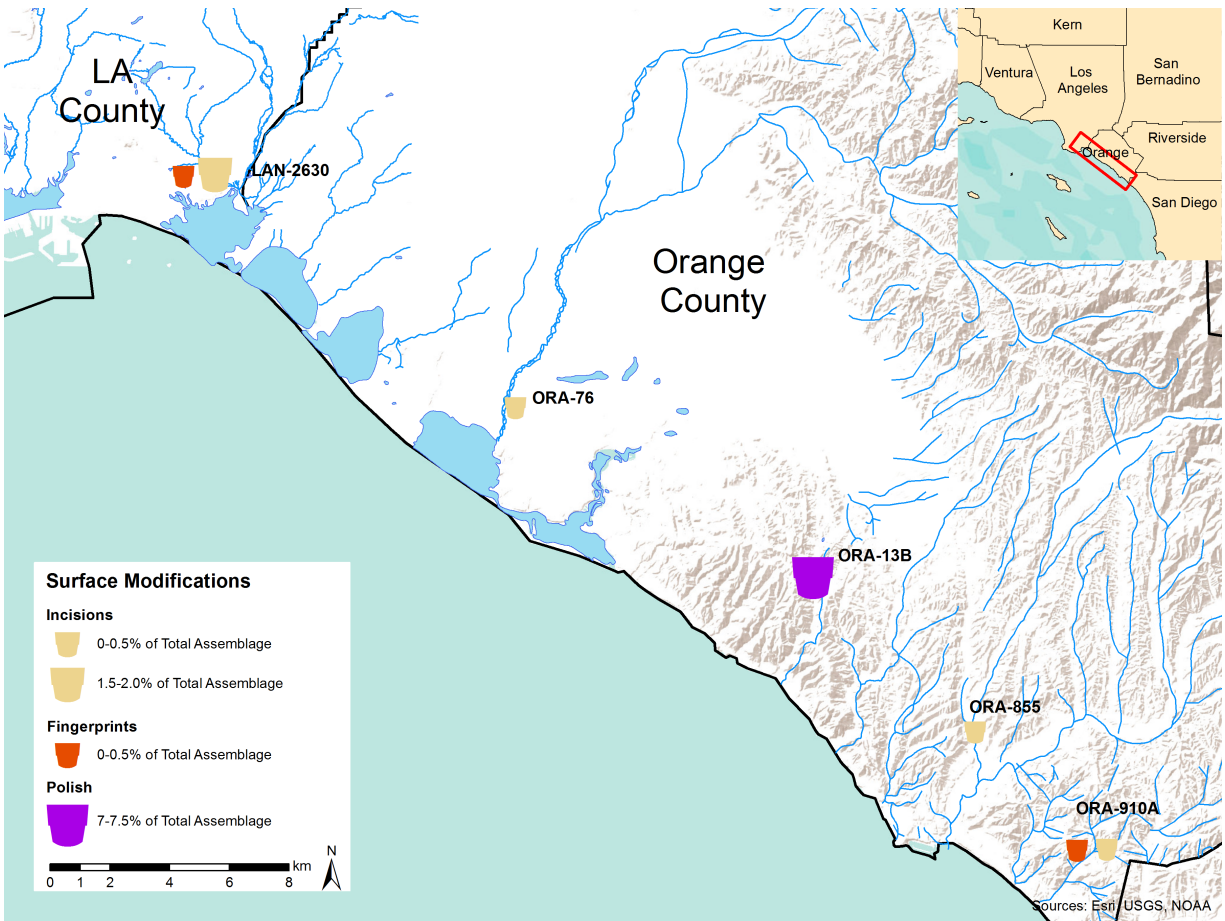 LA
County
LAN-2630
Kern
Ventura
Los
Angeles
San
Bernadino
Riverside
Orange
San Diego
Orange
County
ORA-76
ORA-13B
ORA-855
ORA-910A
Surface Modifications
Incisions
0-0.5% of Total Assemblage
1.5-2.0% of Total Assemblage
Fingerprints
0-0.5% of Total Assemblage
Polish
7-7.5% of Total Assemblage
km
0 1 2 4 6 8
N
Sources: Esri, USGS, NOAA